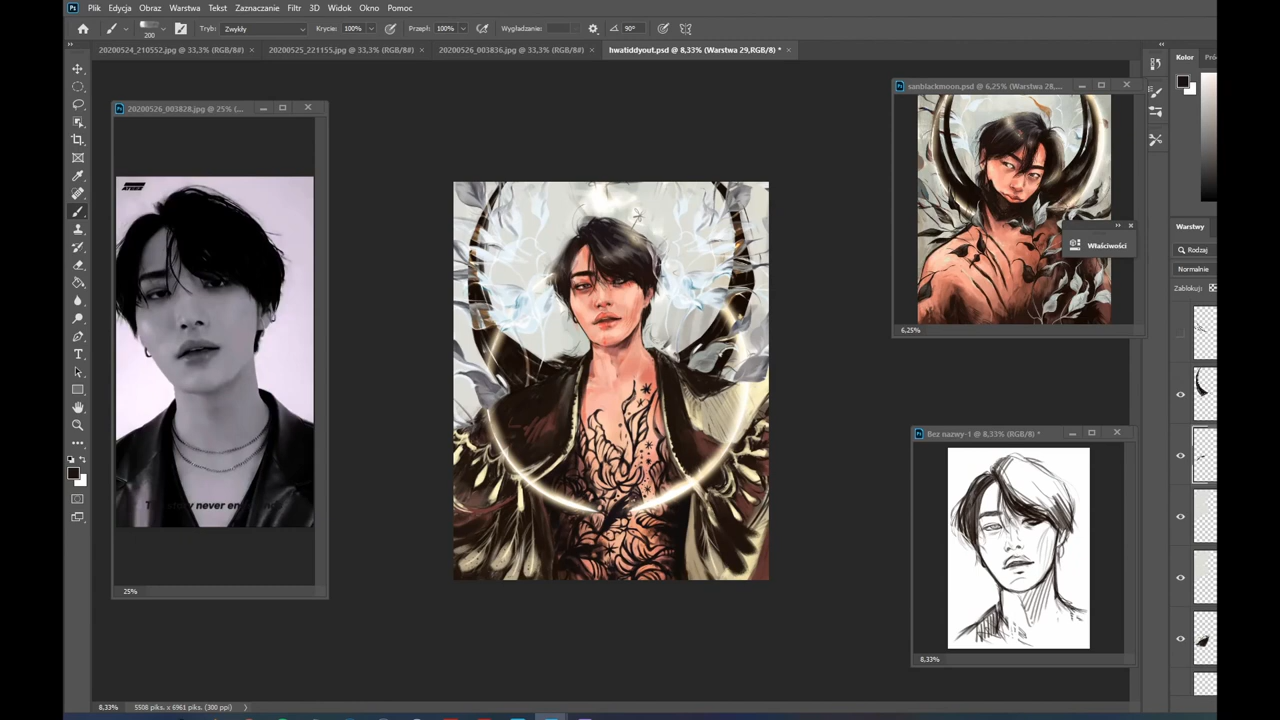 Plik Edycja Obraz Warstwa Tekst Zaznaczanie Filtr 3D Widok Okno Pomoc
200 Tryb: Zwykły Krycie: 100% Przepł: 100% Wygładzanie: 90°
20200524_210552.jpg @ 33,3% (RGB/8#) × 20200525_221155.jpg @ 33,3% (RGB/8#) × 20200526_003836.jpg @ 33,3% (RGB/8#) × hwatiddyout.psd @ 8,33% (Warstwa 29,RGB/8) * ×
Kolor
20200526_003828.jpg @ 25% (...
ATEEZ
25%
sanblackmoon.psd @ 6,25% (Warstwa 28,...
Właściwości
6,25%
Bez nazwy-1 @ 8,33% (RGB/8) *
8,33%
Warstwy
Rodzaj
Normalnie
Zablokuj:
8,33% 5508 piks. x 6961 piks. (300 ppi)